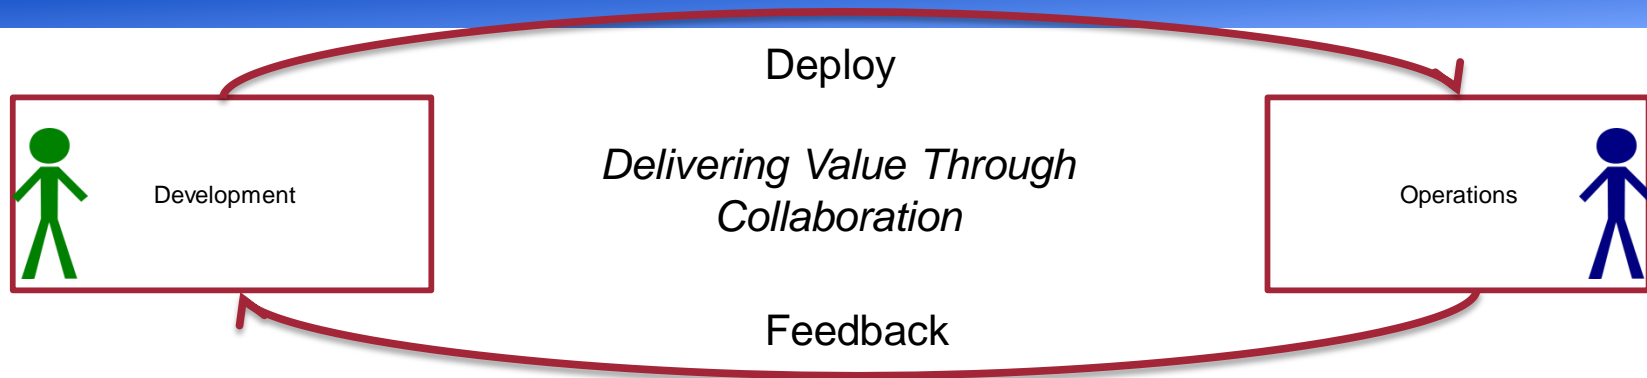 Deploy
Development
Delivering Value Through
Collaboration
Operations
Feedback